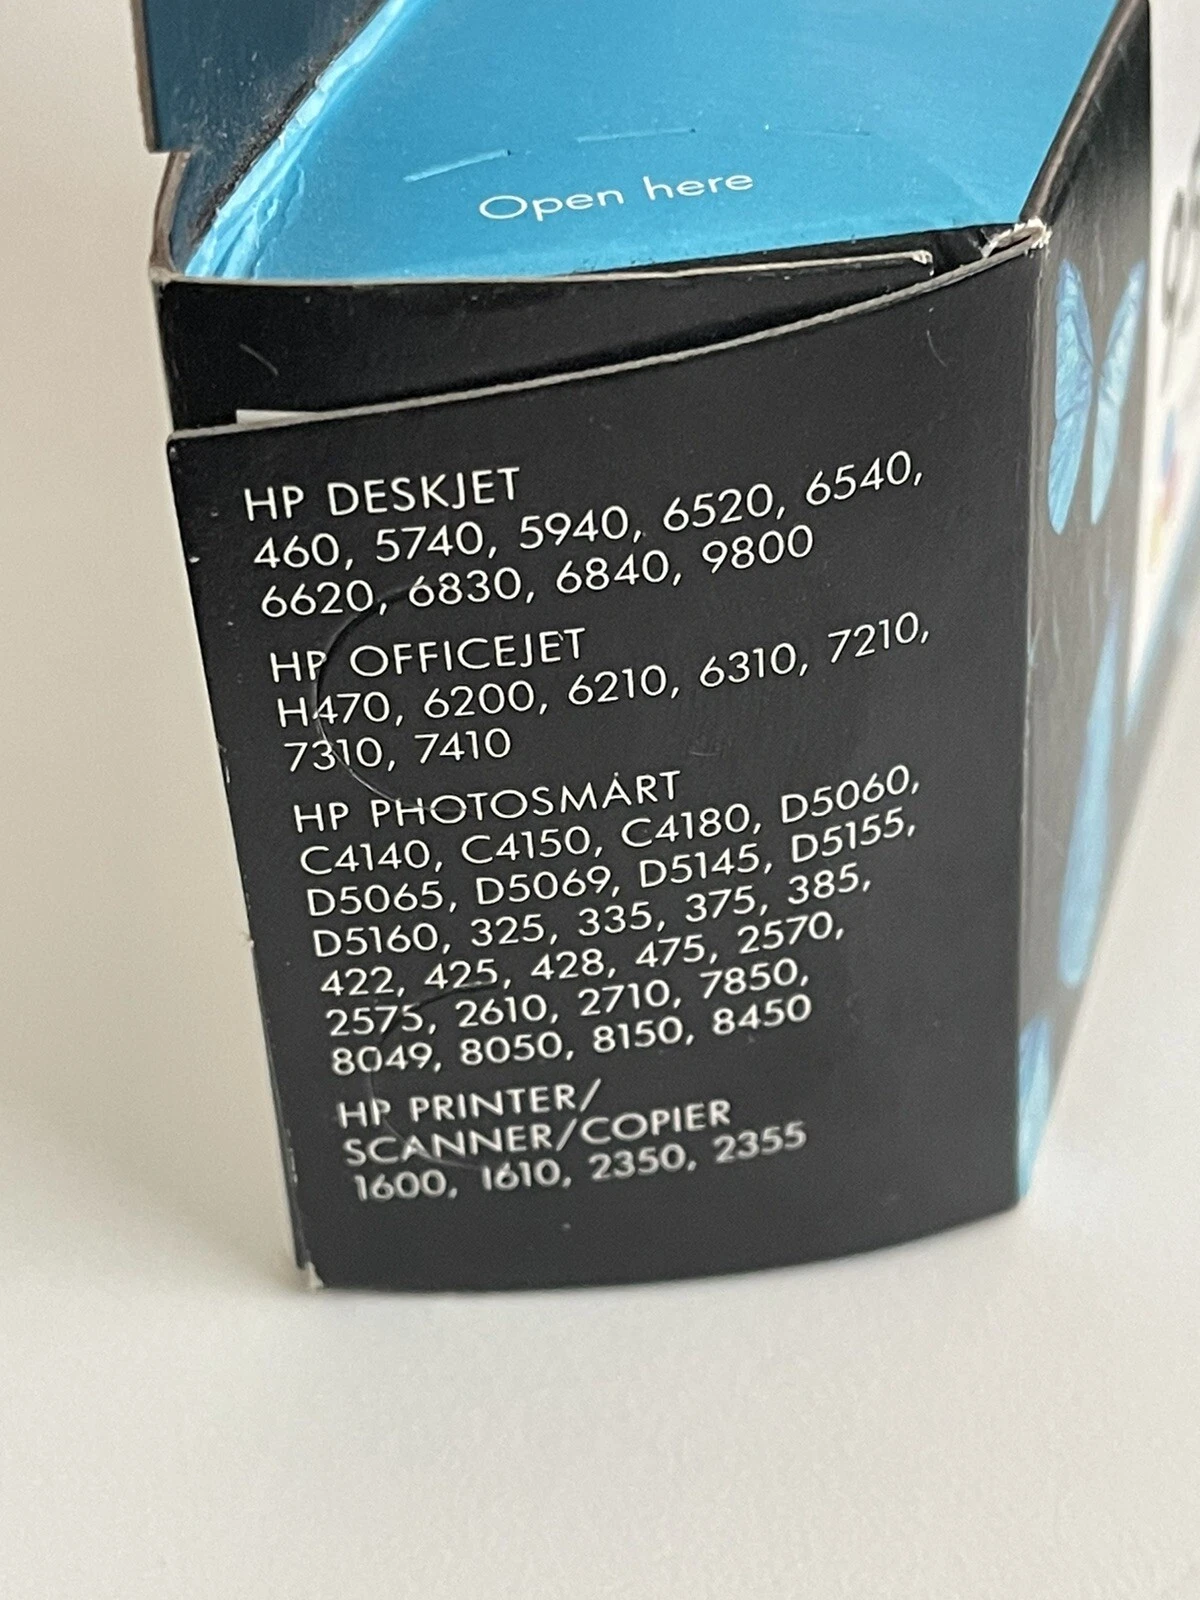 Open here
HP DESKJET
460, 5740, 5940, 6520, 6540,
6620, 6830, 6840, 9800
HP OFFICEJET
H470, 6200, 6210, 6310, 7210,
7310, 7410
HP PHOTOSMART
C4140, C4150, C4180, D5060,
D5065, D5069, D5145, D5155,
D5160, 325, 335, 375, 385,
422, 425, 428, 475, 2570,
2575, 2610, 2710, 7850,
8049, 8050, 8150, 8450
HP PRINTER/
SCANNER/COPIER
1600, 1610, 2350, 2355